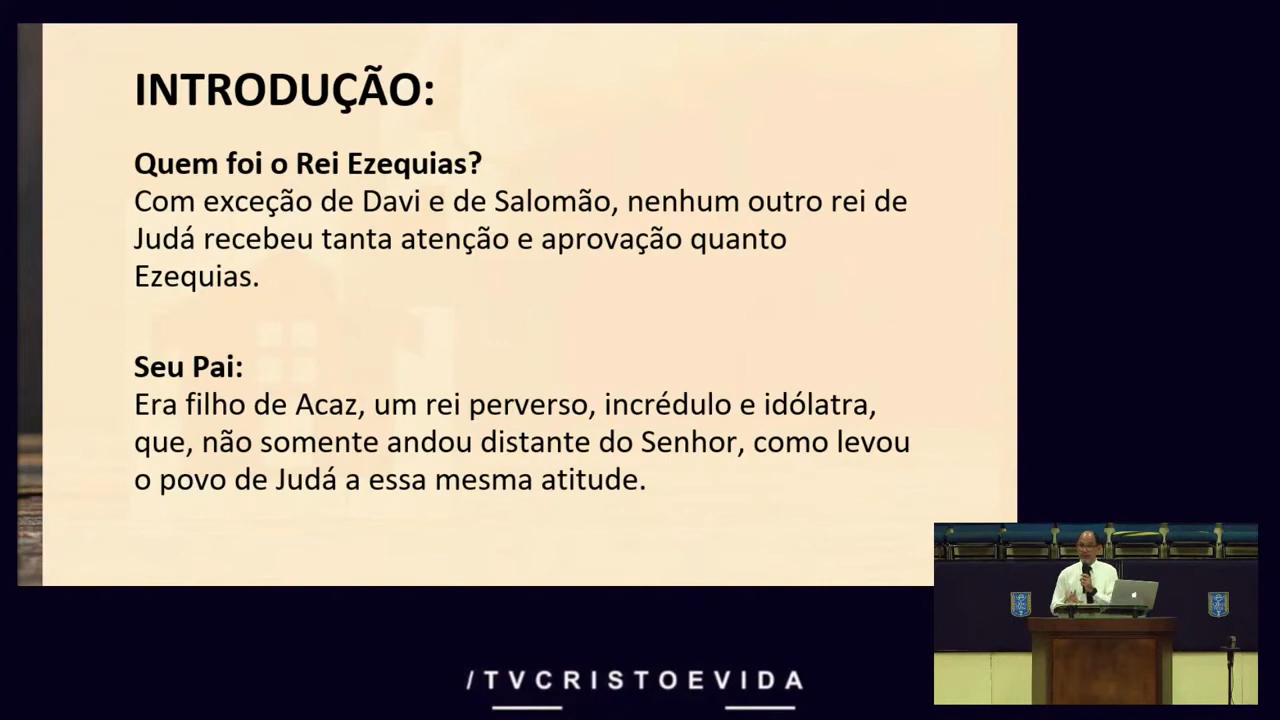 INTRODUÇÃO:
Quem foi o Rei Ezequias?
Com exceção de Davi e de Salomão, nenhum outro rei de
Judá recebeu tanta atenção e aprovação quanto
Ezequias.
Seu Pai:
Era filho de Acaz, um rei perverso, incrédulo e idólatra,
que, não somente andou distante do Senhor, como levou
o povo de Judá a essa mesma atitude.
/TVCRISTOEVIDA